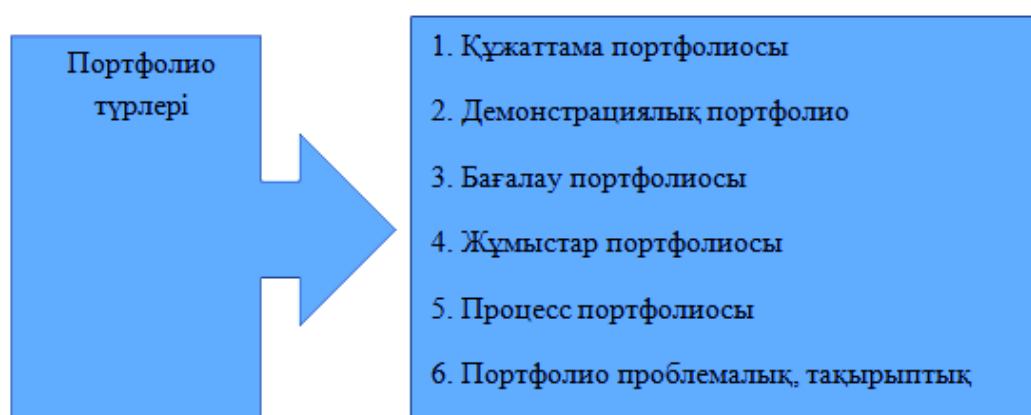 Портфолио
түрлері
1. Құжаттама портфолиосы
2. Демонстрациялық портфолио
3. Бағалау портфолиосы
4. Жұмыстар портфолиосы
5. Процесс портфолиосы
6. Портфолио проблемалық, тақырыптық